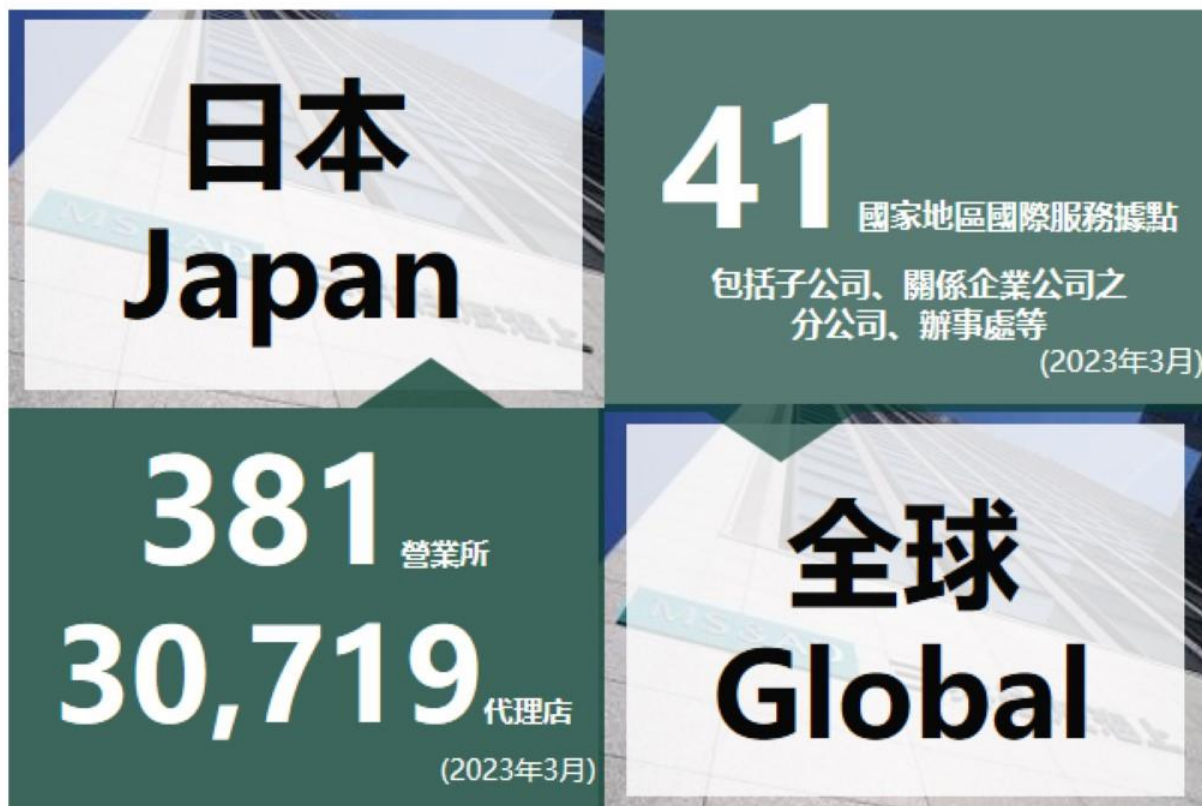 日本
Japan
41 國家地區國際服務據點
包括子公司、關係企業公司之
分公司、辦事處等
(2023年3月)
381 營業所
30,719 代理店
(2023年3月)
全球
Global
MS&AD